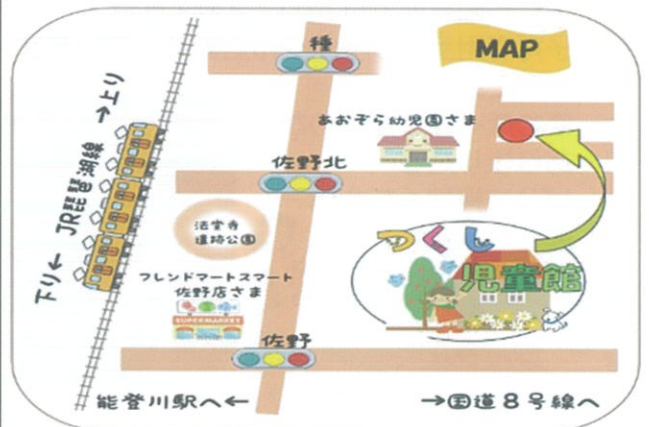 種
MAP
あおぞら幼児園さま
佐野北
JR琵琶湖線 →上り
下り←
法堂寺
遺跡公園
つくし
児童館
フレンドマートスマート
佐野店さま
SUPERMARKET
佐野
能登川駅へ←
→国道8号線へ